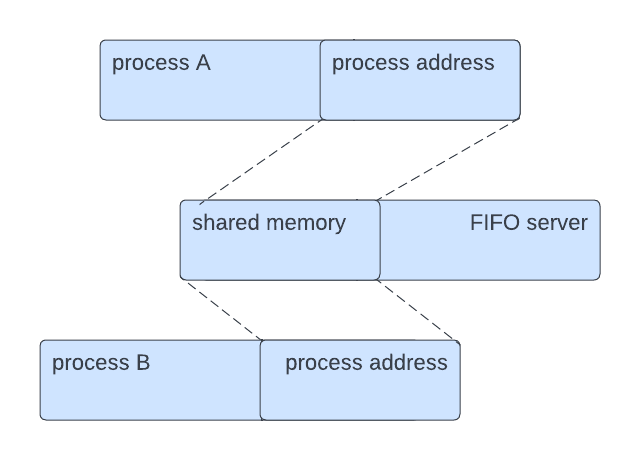 process A
process address
shared memory
FIFO server
process B
process address